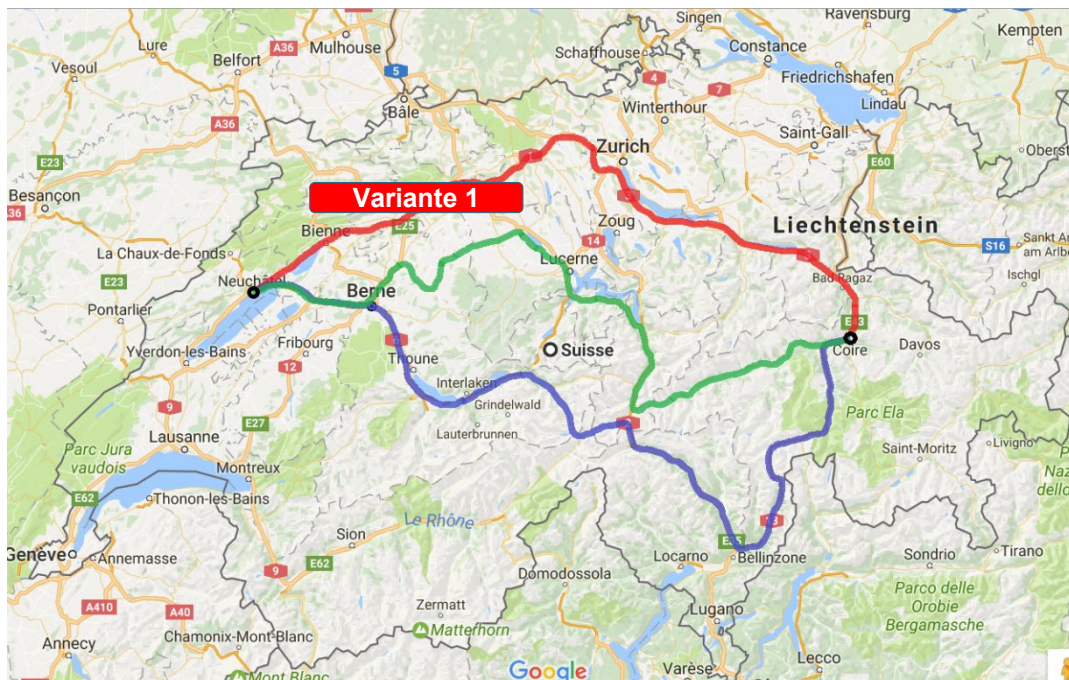 Singen
Ravensburg
Kempten
Lure
A36
Mulhouse
Vesoul
Belfort
5
Schaffhouse
Constance
4
7
Friedrichshafen
Lindau
Bâle
A36
Winterthour
E23
Saint-Gall
Oberst
Zurich
E60
Besançon
A36
Variante 1
Liechtenstein
Zoug
E25
14
S16
Sankt An
am Arlbe
Bienne
La Chaux-de-Fonds
Lucerne
Ischgl
E23
Neuchâtel
Bad Ragaz
Berne
Pontarlier
Coire
Davos
Fribourg
Suisse
Yverdon-les-Bains
Thoune
12
Interlaken
Grindelwald
Parc Ela
9
E27
Lauterbrunnen
Lausanne
Saint-Moritz
Livigno
Parc Jura
vaudois
Montreux
E62
Thonon-les-Bains
Le Rhône
Sion
Genève
Annemasse
Locarno
Bellinzone
Sondrio
Tirano
9
E62
Domodossola
Parco delle
Orobie
Bergamasche
A410
A40
Zermatt
Lugano
Matterhorn
Annecy
Chamonix-Mont-Blanc
Lecco
Google
Varèse
Mont Blanc